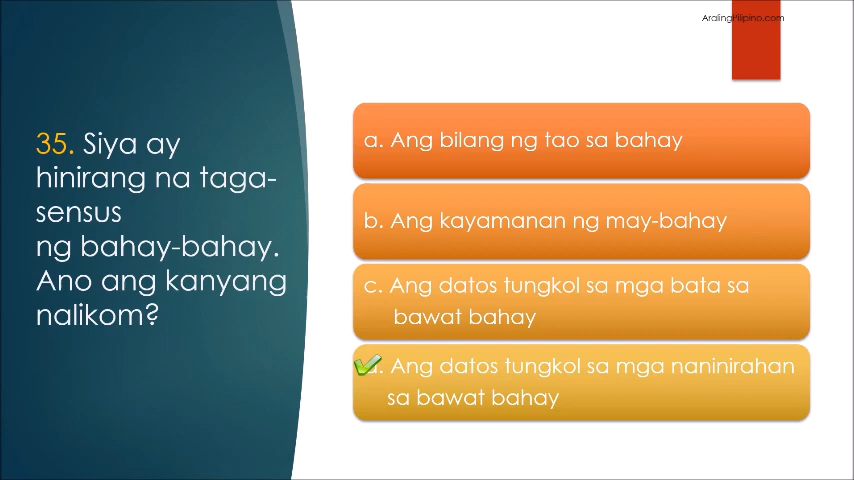 AralingPilipino.com
35. Siya ay
hinirang na taga-
sensus
ng bahay-bahay.
Ano ang kanyang
nalikom?
a. Ang bilang ng tao sa bahay
b. Ang kayamanan ng may-bahay
c. Ang datos tungkol sa mga bata sa
bawat bahay
d. Ang datos tungkol sa mga naninirahan
sa bawat bahay